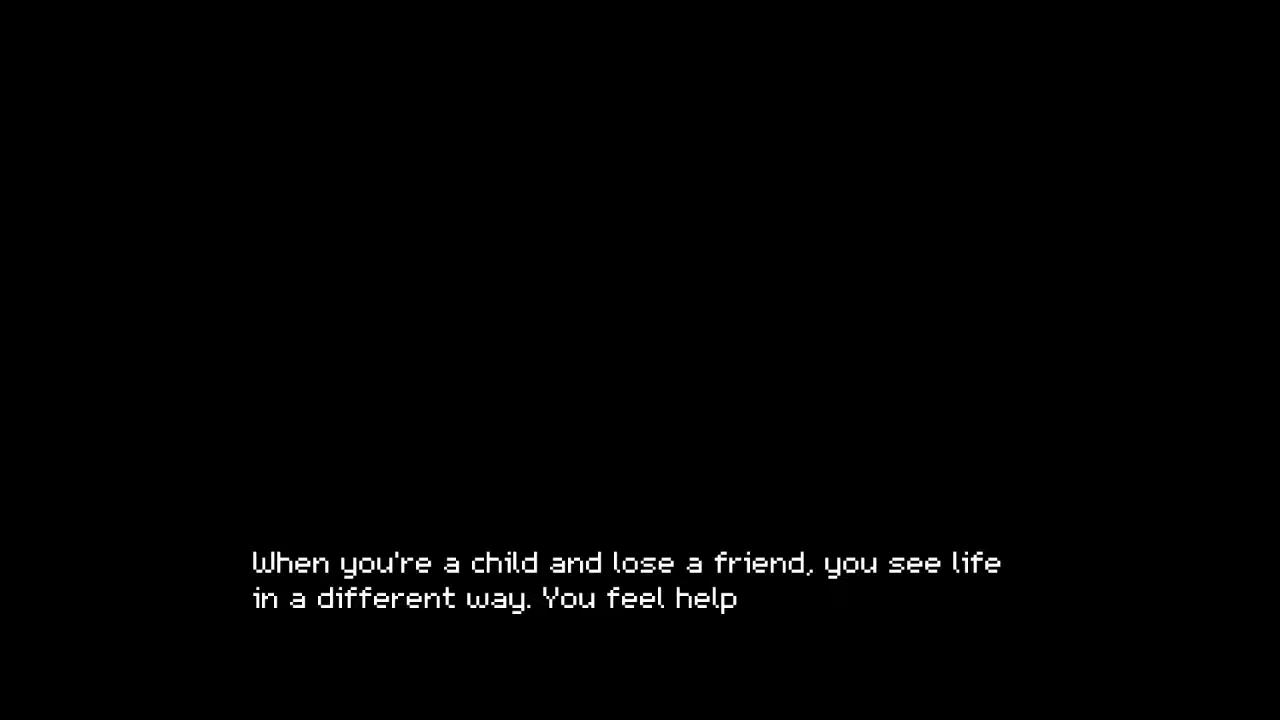 When you're a child and lose a friend, you see life
in a different way. You feel help